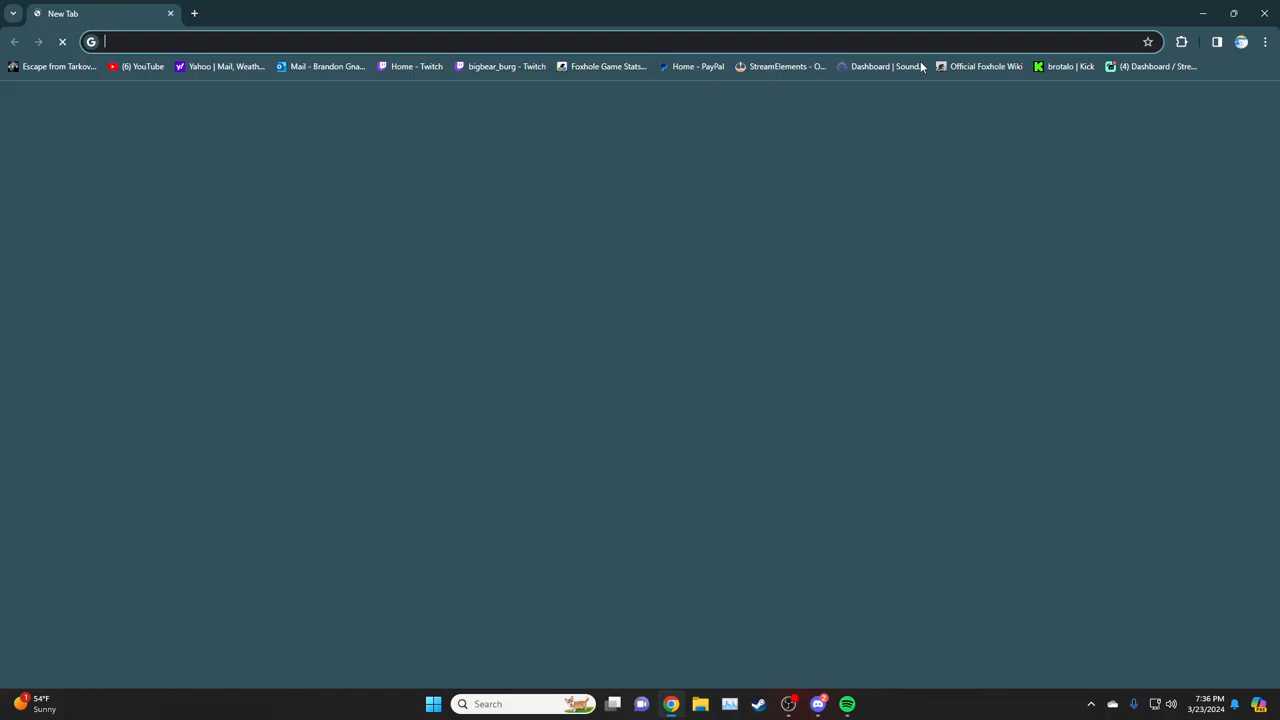 New Tab
Escape from Tarkov... (6) YouTube Yahoo | Mail, Weath... Mail - Brandon Gna... Home - Twitch bigbear_burg - Twitch Foxhole Game Stats... Home - PayPal StreamElements - O... Dashboard | Sound... Official Foxhole Wiki brotalo | Kick (4) Dashboard / Stre...
1 54°F
Sunny
Search
2
7:36 PM
3/23/2024